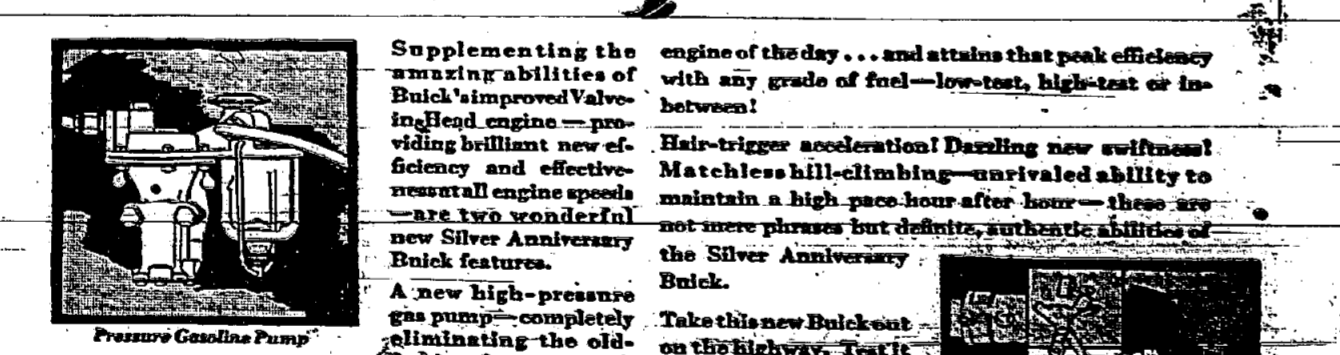 Supplementing the
amazing abilities of
Buick's improved Valve-
in-Head engine — pro-
viding brilliant new ef-
ficiency and effective-
ness at all engine speeds
—are two wonderful
new Silver Anniversary
Buick features.
A new high-pressure
gas pump—completely
eliminating the old-
engine of the day . . . and attains that peak efficiency
with any grade of fuel—low-test, high-test or in-
between!
Hair-trigger acceleration! Dazzling new swiftness!
Matchless hill-climbing—unrivaled ability to
maintain a high pace hour after hour—these are
not mere phrases but definite, authentic abilities of
the Silver Anniversary
Buick.
Take this new Buick out
on the highway. Test it
Pressure Gasoline Pump